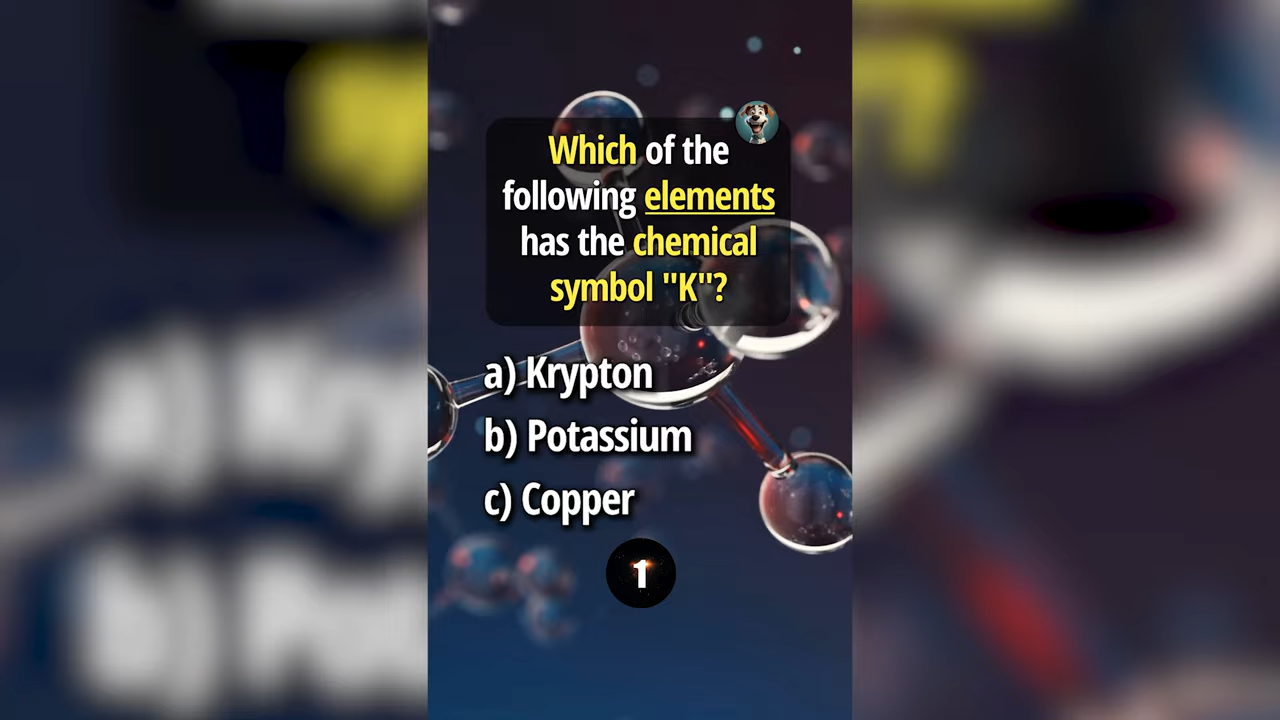 Which of the
following elements
has the chemical
symbol "K"?
a) Krypton
b) Potassium
c) Copper
1